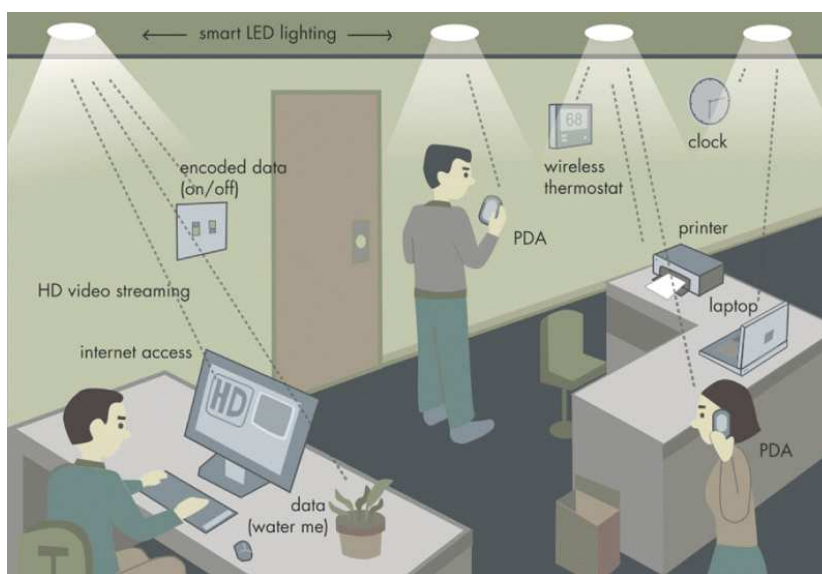 smart LED lighting
encoded data
(on/off)
68
wireless
thermostat
clock
PDA
printer
HD video streaming
laptop
internet access
HD
PDA
data
(water me)